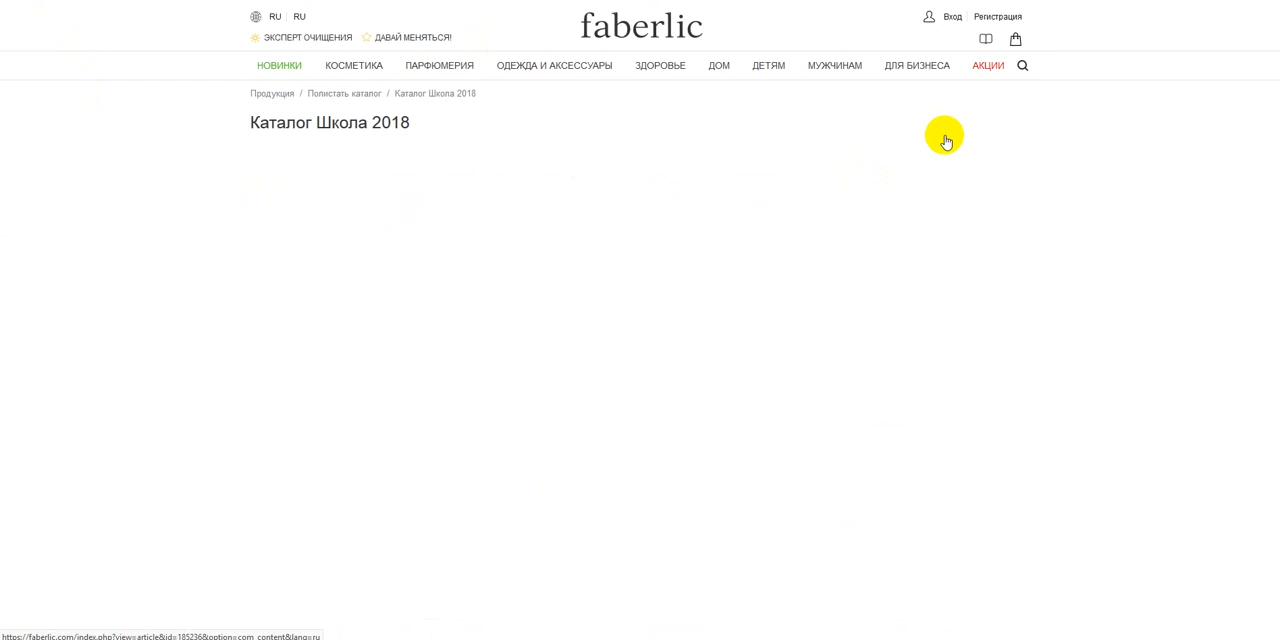 RU RU
faberlic
Вход Регистрация
ЭКСПЕРТ ОЧИЩЕНИЯ ДАВАЙ МЕНЯТЬСЯ!
НОВИНКИ КОСМЕТИКА ПАРФЮМЕРИЯ ОДЕЖДА И АКСЕССУАРЫ ЗДОРОВЬЕ ДОМ ДЕТЯМ МУЖЧИНАМ ДЛЯ БИЗНЕСА АКЦИИ
Продукция / Полистать каталог / Каталог Школа 2018
Каталог Школа 2018
https://faberlic.com/index.php?view=article&id=185236&option=com_content&lang=ru